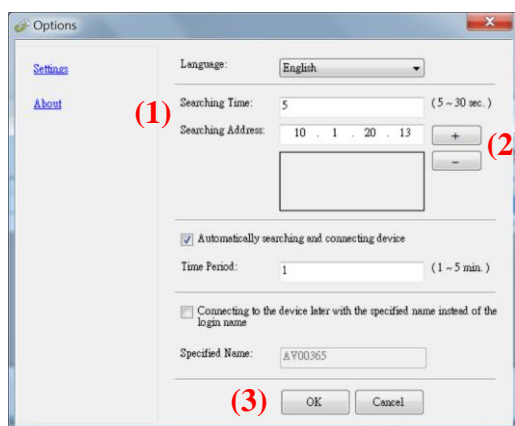 Options
Settings
About
Language: English
(1)
Searching Time: 5 ( 5 ~ 30 sec. )
Searching Address: 10 . 1 . 20 . 13 +
(2
−
Automatically searching and connecting device
Time Period: 1 ( 1 ~ 5 min. )
Connecting to the device later with the specified name instead of the
login name
Specified Name: AV00365
(3) OK Cancel